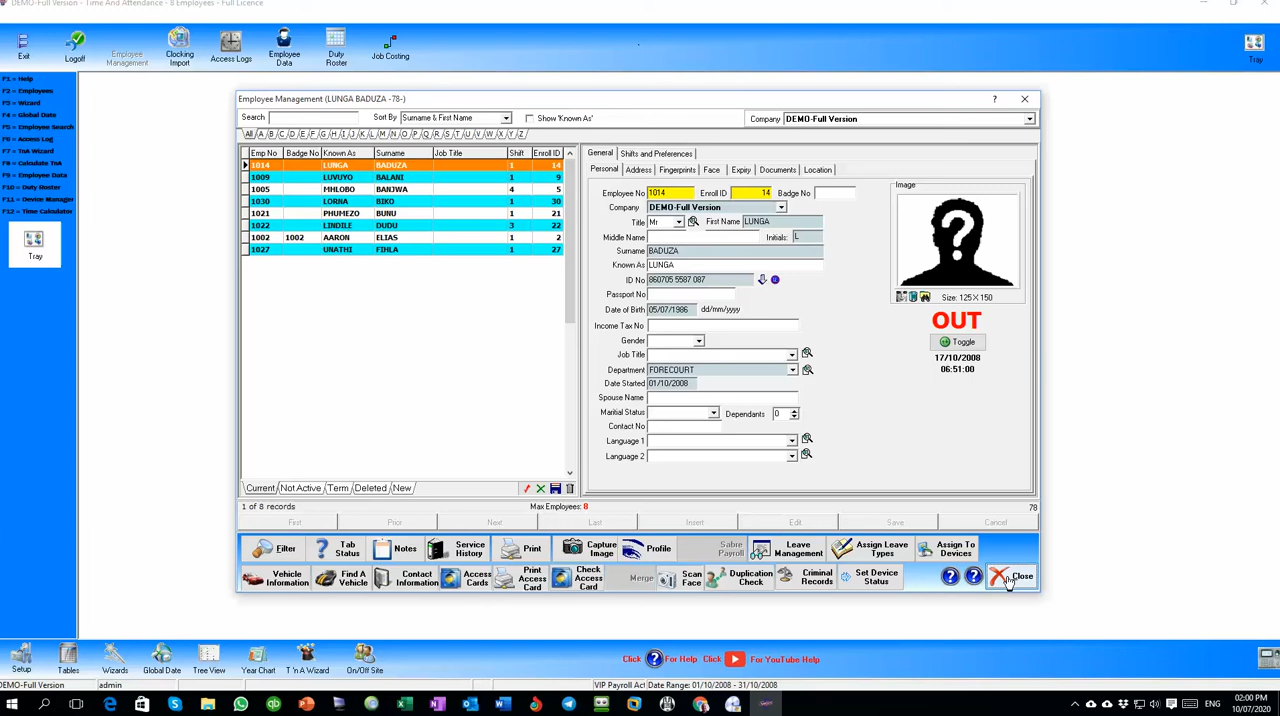 DEMO-Full Version - Time And Attendance - 8 Employees - Full Licence
Exit
Logoff
Employee Management
Clocking Import
Access Logs
Employee Data
Duty Roster
Job Costing
Tray
F1 = Help
F2 = Employees
F3 = Wizard
F4 = Global Date
F5 = Employee Search
F6 = Access Log
F7 = TnA Wizard
F8 = Calculate TnA
F9 = Employee Data
F10 = Duty Roster
F11 = Device Manager
F12 = Time Calculator
Tray
Employee Management (LUNGA BADUZA -78-)
Search
Sort By
Surname & First Name
Show 'Known As'
Company
DEMO-Full Version
All A B C D E F G H I J K L M N O P Q R S T U V W X Y Z
Emp No Badge No Known As Surname Job Title Shift Enroll ID
1014 LUNGA BADUZA 1 14
1009 LUVUYO BALANI 1 9
1005 MHLOBO BANJWA 4 5
1030 LORNA BIKO 1 30
1021 PHUMEZO BUNU 1 21
1022 LINDILE DUDU 3 22
1002 1002 AARON ELIAS 1 2
1027 UNATHI FIHLA 1 27
Current Not Active Term Deleted New
General Shifts and Preferences
Personal Address Fingerprints Face Expiry Documents Location
Employee No 1014 Enroll ID 14 Badge No
Company DEMO-Full Version
Title Mr First Name LUNGA
Middle Name Initials: L
Surname BADUZA
Known As LUNGA
ID No 860705 5587 087
Passport No
Date of Birth 05/07/1986 dd/mm/yyyy
Income Tax No
Gender
Job Title
Department FORECOURT
Date Started 01/10/2008
Spouse Name
Maritial Status Dependants 0
Contact No
Language 1
Language 2
Image
?
Size: 125 X 150
OUT
Toggle
17/10/2008
06:51:00
1 of 8 records
Max Employees: 8
78
First Prior Next Last Insert Edit Save Cancel
Filter
Tab Status
Notes
Service History
Print
Capture Image
Profile
Sabre Payroll
Leave Management
Assign Leave Types
Assign To Devices
Vehicle Information
Find A Vehicle
Contact Information
Access Cards
Print Access Card
Check Access Card
Merge
Scan Face
Duplication Check
Criminal Records
Set Device Status
Close
Setup
Tables
Wizards
Global Date
Tree View
Year Chart
T 'n A Wizard
On/Off Site
Click ? For Help Click For YouTube Help
DEMO-Full Version admin VIP Payroll Act Date Range: 01/10/2008 - 31/10/2008
ENG
02:00 PM
10/07/2020